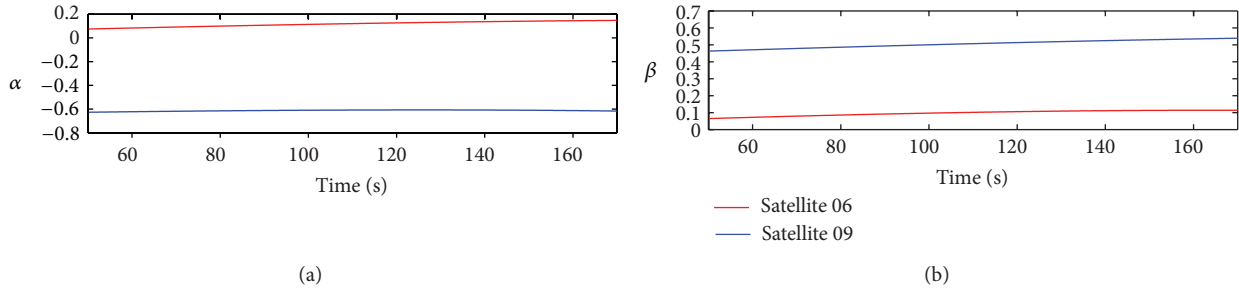 0.2
0
−0.2
−0.4
−0.6
−0.8
α
60 80 100 120 140 160
Time (s)
(a)
0.7
0.6
0.5
0.4
0.3
0.2
0.1
0
β
60 80 100 120 140 160
Time (s)
Satellite 06
Satellite 09
(b)